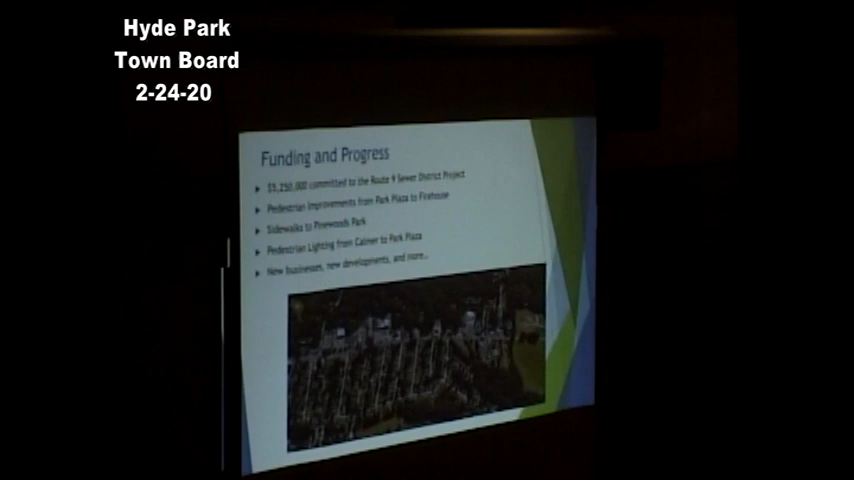 Hyde Park
Town Board
2-24-20
Funding and Progress
$5,250,000 committed to the Route 9 Sewer District Project
Pedestrian Improvements from Park Plaza to Firehouse
Sidewalks to Pinewoods Park
Pedestrian Lighting from Calmer to Park Plaza
New businesses, new developments, and more…